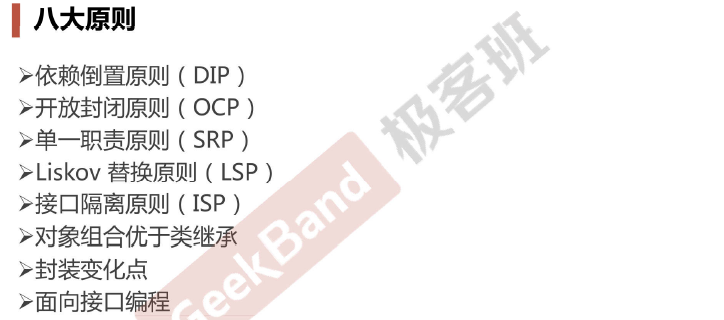 八大原则
➢依赖倒置原则（DIP）
➢开放封闭原则（OCP）
➢单一职责原则（SRP）
➢Liskov 替换原则（LSP）
➢接口隔离原则（ISP）
➢对象组合优于类继承
➢封装变化点
➢面向接口编程
GeekBand 极客班